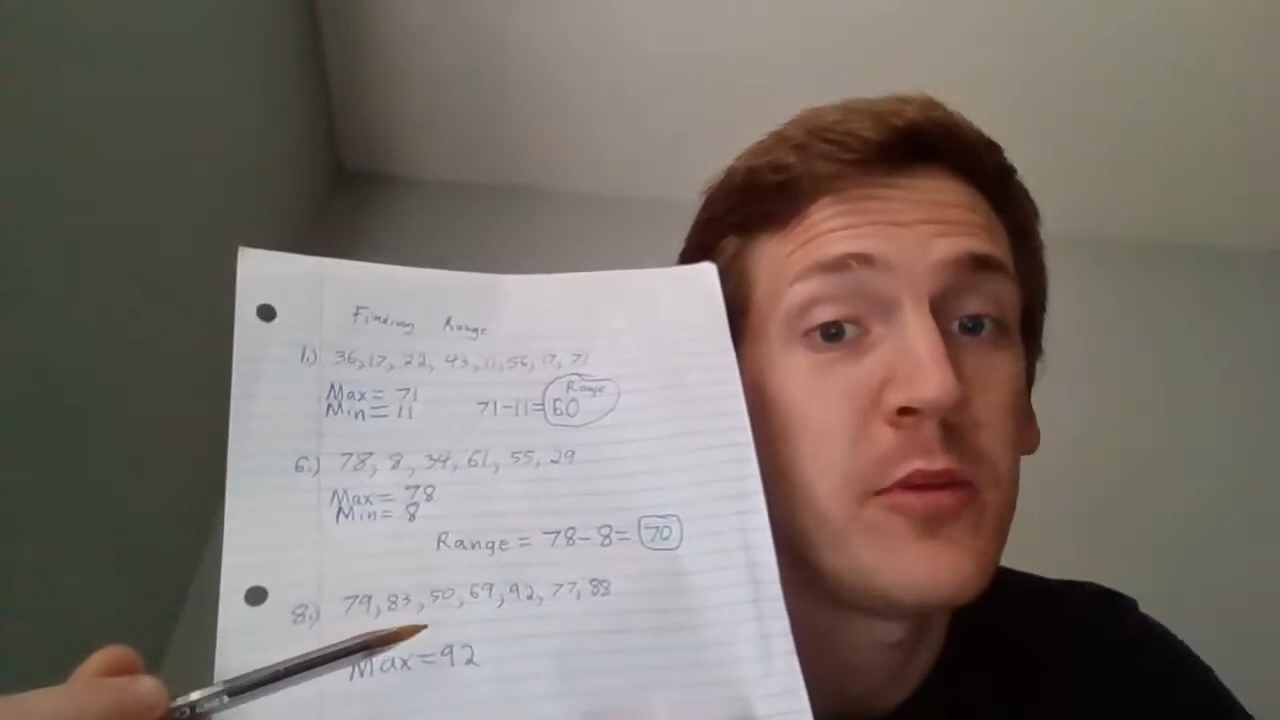 Finding Range
1.) 36, 17, 22, 43, 11, 56, 17, 71
Max = 71
Min = 11
71-11= 60
Range
6.) 78, 8, 34, 61, 55, 29
Max = 78
Min = 8
Range = 78-8= 70
8.) 79, 83, 50, 69, 92, 77, 88
Max=92